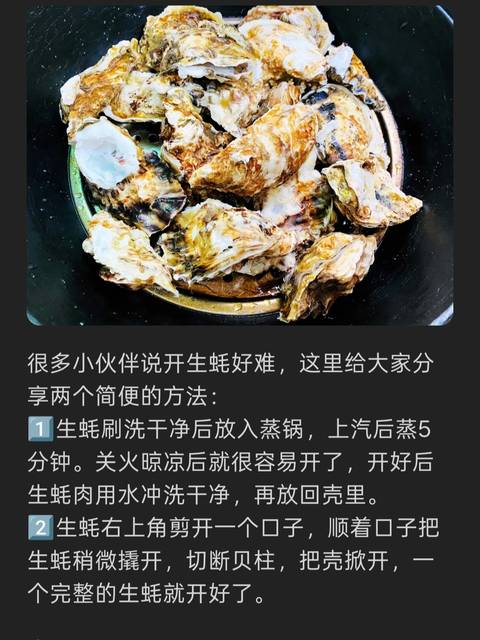 很多小伙伴说开生蚝好难，这里给大家分
享两个简便的方法：
1️⃣生蚝刷洗干净后放入蒸锅，上汽后蒸5
分钟。关火晾凉后就很容易开了，开好后
生蚝肉用水冲洗干净，再放回壳里。
2️⃣生蚝右上角剪开一个口子，顺着口子把
生蚝稍微撬开，切断贝柱，把壳掀开，一
个完整的生蚝就开好了。